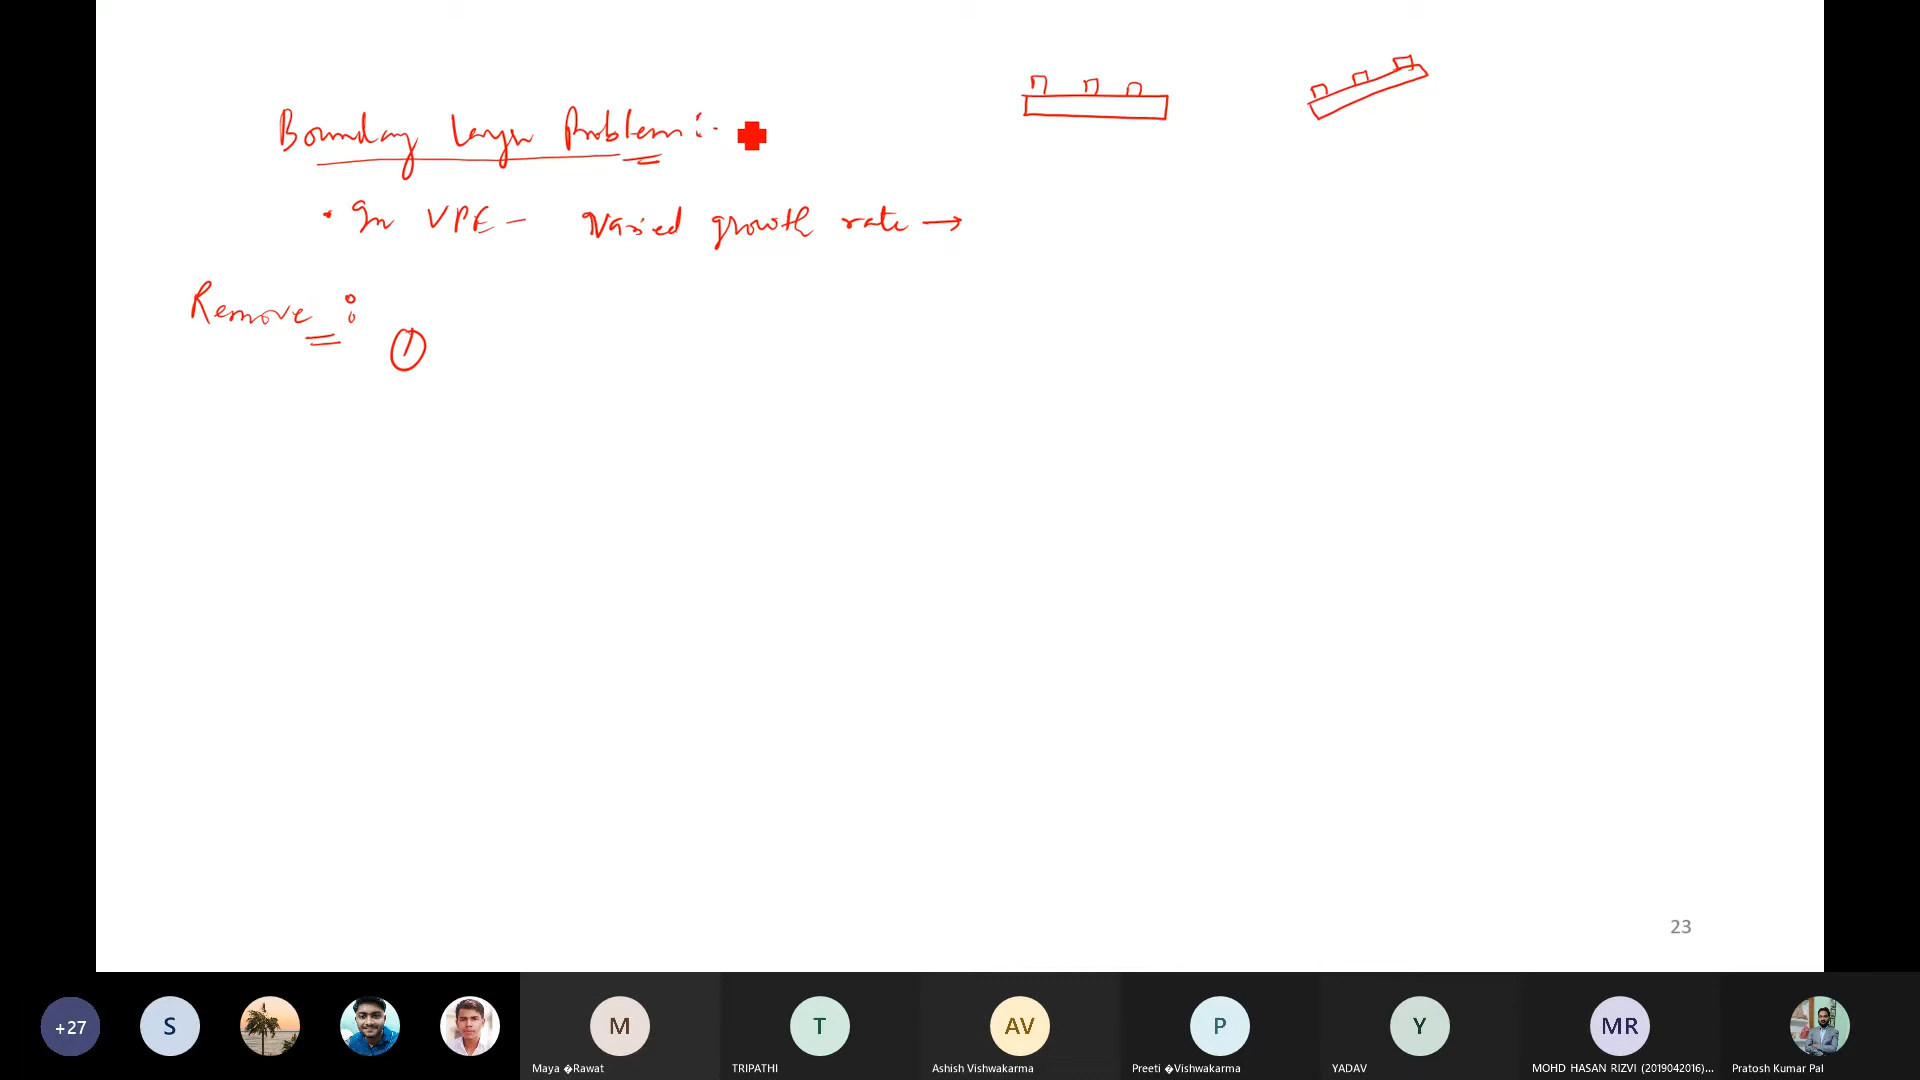 Boundary Layer Problem :-
• In VPE - Varied growth rate →
Remove :
①
23
+27
S
M
T
AV
P
Y
MR
Maya �Rawat
TRIPATHI
Ashish Vishwakarma
Preeti �Vishwakarma
YADAV
MOHD HASAN RIZVI (2019042016)...
Pratosh Kumar Pal